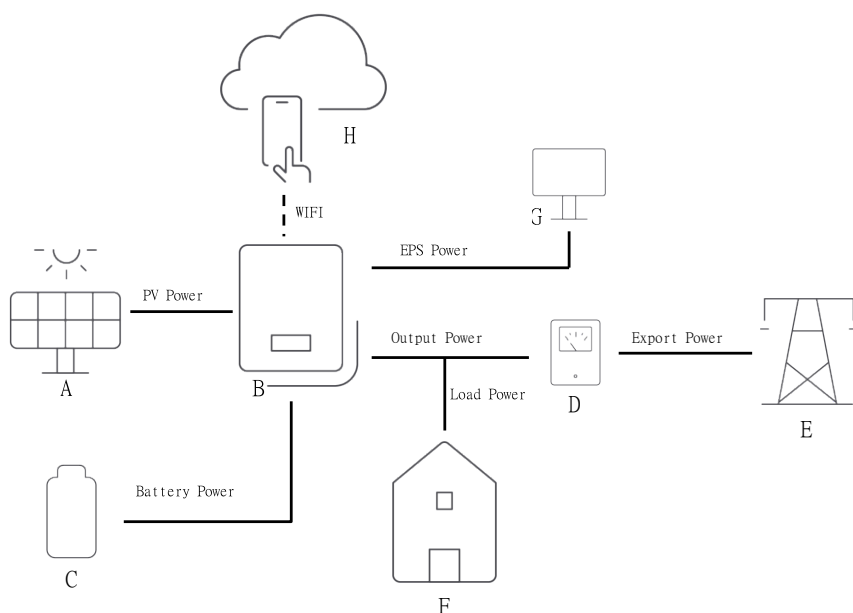 H
WIFI
G
EPS Power
PV Power
Output Power
Export Power
A
B
Load Power
D
E
Battery Power
C
F